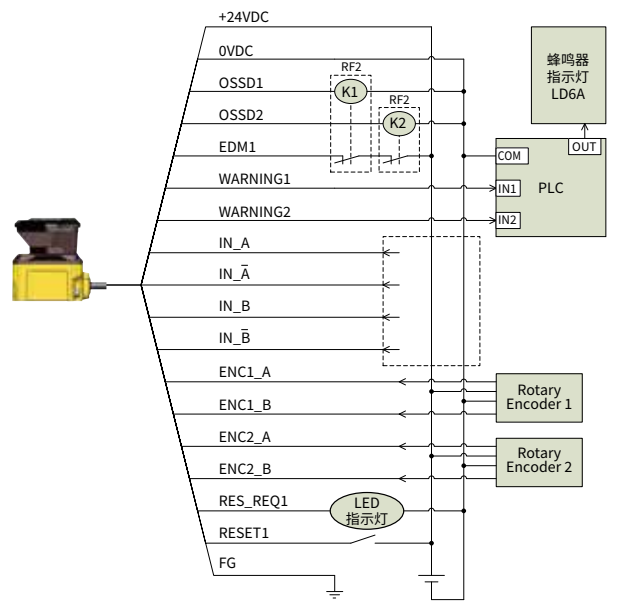 +24VDC
0VDC
OSSD1
RF2
K1
蜂鸣器
指示灯
LD6A
OSSD2
RF2
K2
EDM1
OUT
COM
PLC
WARNING1
IN1
WARNING2
IN2
IN_A
IN_A̅
IN_B
IN_B̅
ENC1_A
ENC1_B
Rotary
Encoder 1
ENC2_A
ENC2_B
Rotary
Encoder 2
RES_REQ1
LED
指示灯
RESET1
FG